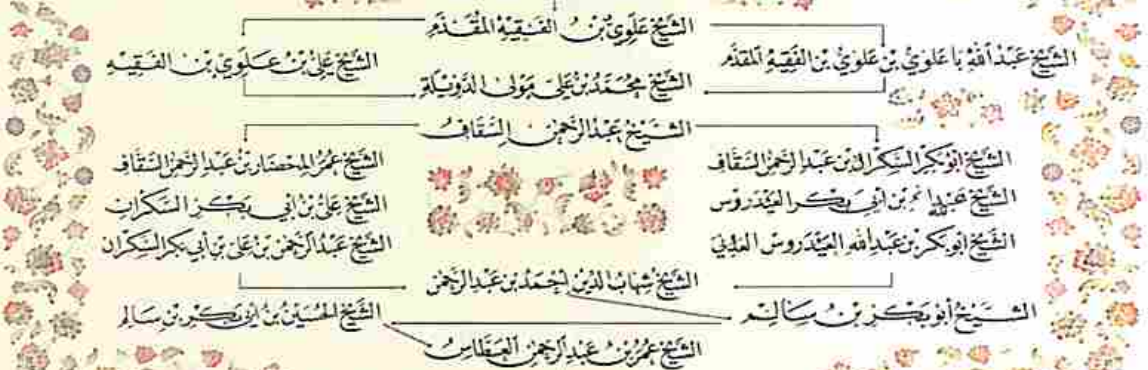 الشيخ علوي بن الفقيه المقدم
الشيخ عبد الله باعلوي بن علوي بن الفقيه المقدم
الشيخ علي بن علوي بن الفقيه
الشيخ محمد بن علي مولى الدويلة
الشيخ عبد الرحمن السقاف
الشيخ أبو بكر السكران بن عبد الرحمن السقاف
الشيخ عمر المحضار بن عبد الرحمن السقاف
الشيخ عبد الله بن أبي بكر العيدروس
الشيخ علي بن أبي بكر السكران
الشيخ أبو بكر بن عبد الله العيدروس العدني
الشيخ عبد الرحمن بن علي بن أبي بكر السكران
الشيخ شهاب الدين أحمد بن عبد الرحمن
الشيخ أبو بكر بن سالم
الشيخ الحسين بن أبي بكر بن سالم
الشيخ عمر بن عبد الرحمن العطاس